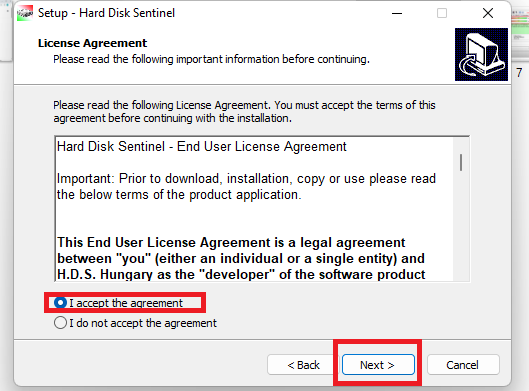 Setup - Hard Disk Sentinel
License Agreement
Please read the following important information before continuing.
7
Please read the following License Agreement. You must accept the terms of this
agreement before continuing with the installation.
Hard Disk Sentinel - End User License Agreement
Important: Prior to download, installation, copy or use please read
the below terms of the product application.
This End User License Agreement is a legal agreement
between "you" (either an individual or a single entity) and
H.D.S. Hungary as the "developer" of the software product
I accept the agreement
I do not accept the agreement
< Back
Next >
Cancel